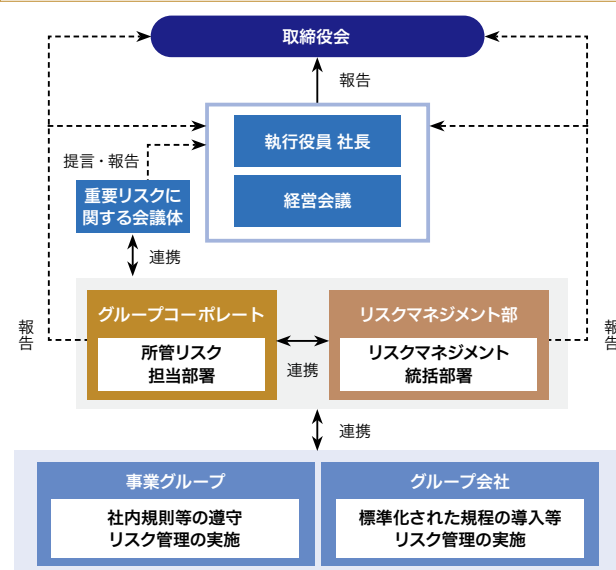 取締役会
報告
執行役員 社長
経営会議
提言・報告
重要リスクに
関する会議体
連携
グループコーポレート
所管リスク
担当部署
連携
リスクマネジメント部
リスクマネジメント
統括部署
報告
報告
連携
事業グループ
社内規則等の遵守
リスク管理の実施
グループ会社
標準化された規程の導入等
リスク管理の実施